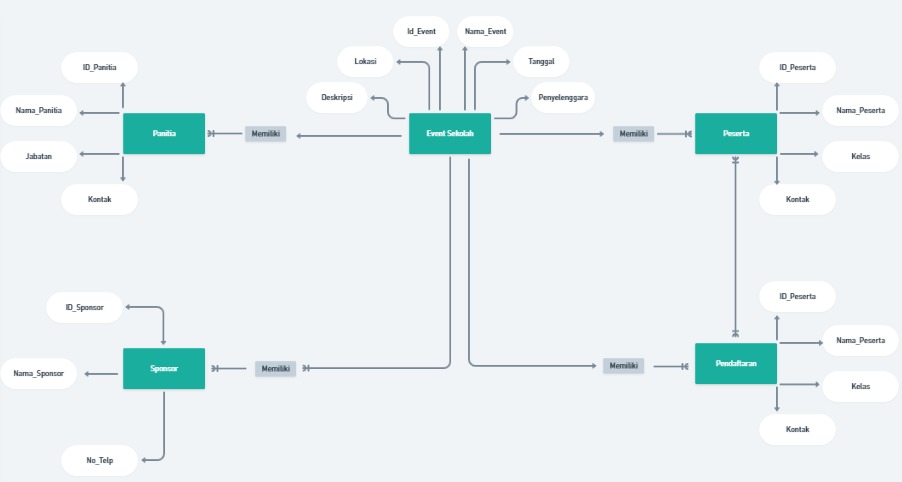 Id_Event
Nama_Event
Lokasi
Tanggal
Deskripsi
Penyelenggara
ID_Panitia
Nama_Panitia
Jabatan
Kontak
Panitia
Memiliki
Event Sekolah
Memiliki
Peserta
ID_Peserta
Nama_Peserta
Kelas
Kontak
ID_Sponsor
Nama_Sponsor
No_Telp
Sponsor
Memiliki
Memiliki
Pendaftaran
ID_Peserta
Nama_Peserta
Kelas
Kontak